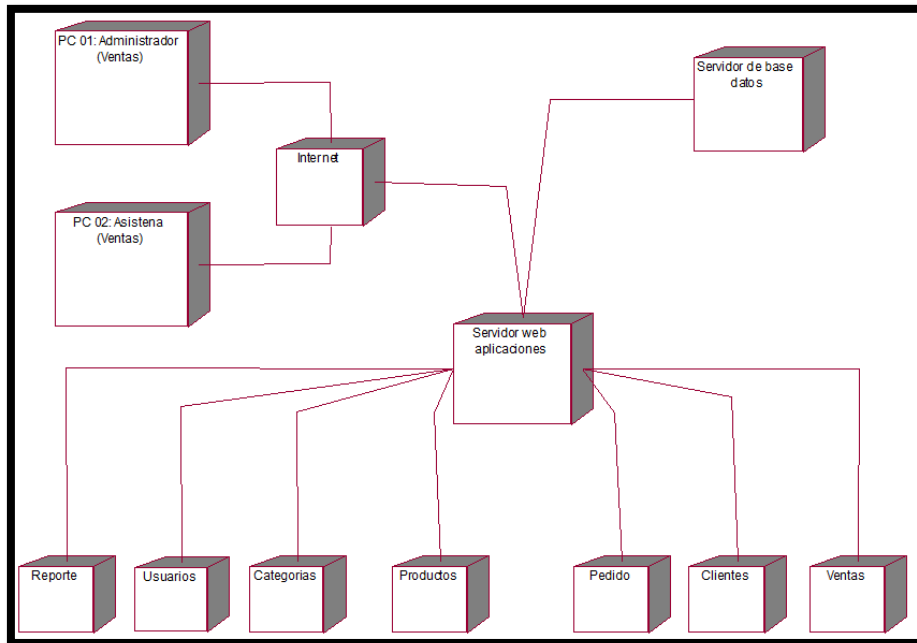 PC 01: Administrador
(Ventas)
Servidor de base
datos
Internet
PC 02: Asistena
(Ventas)
Servidor web
aplicaciones
Reporte
Usuarios
Categorias
Productos
Pedido
Clientes
Ventas